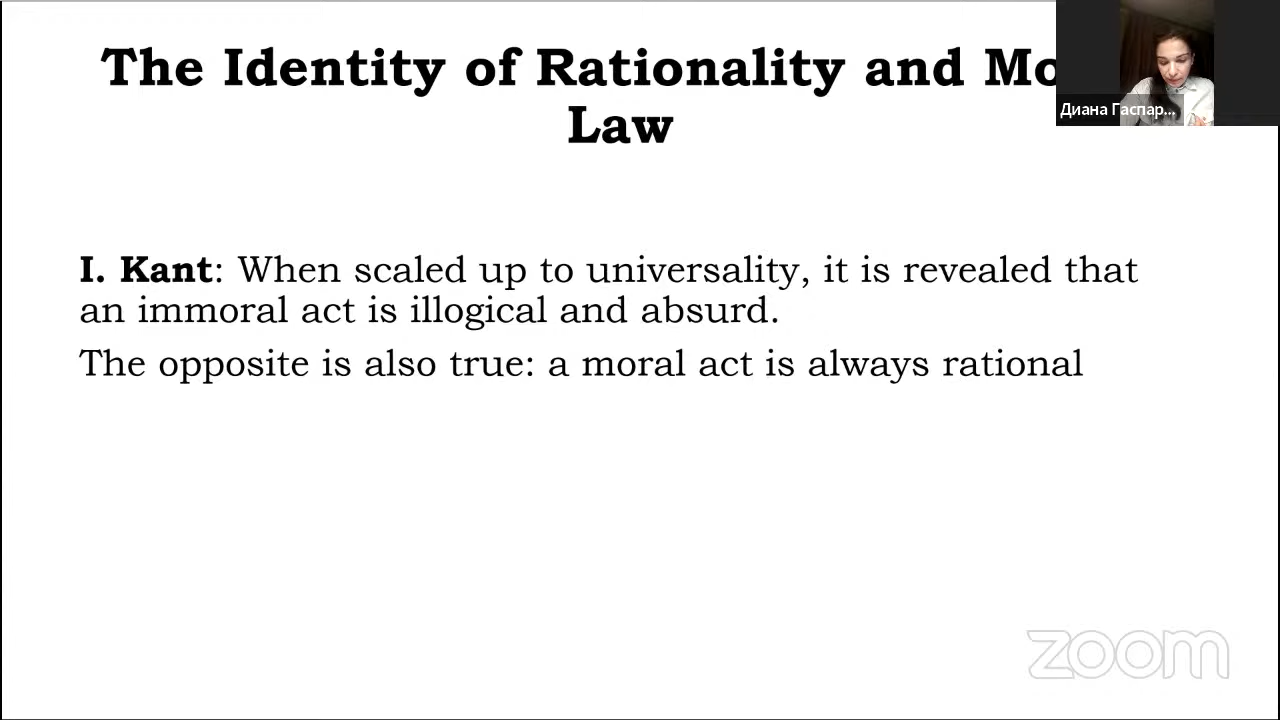 The Identity of Rationality and Mo
Law
Диана Гаспар...
I. Kant: When scaled up to universality, it is revealed that
an immoral act is illogical and absurd.
The opposite is also true: a moral act is always rational
zoom